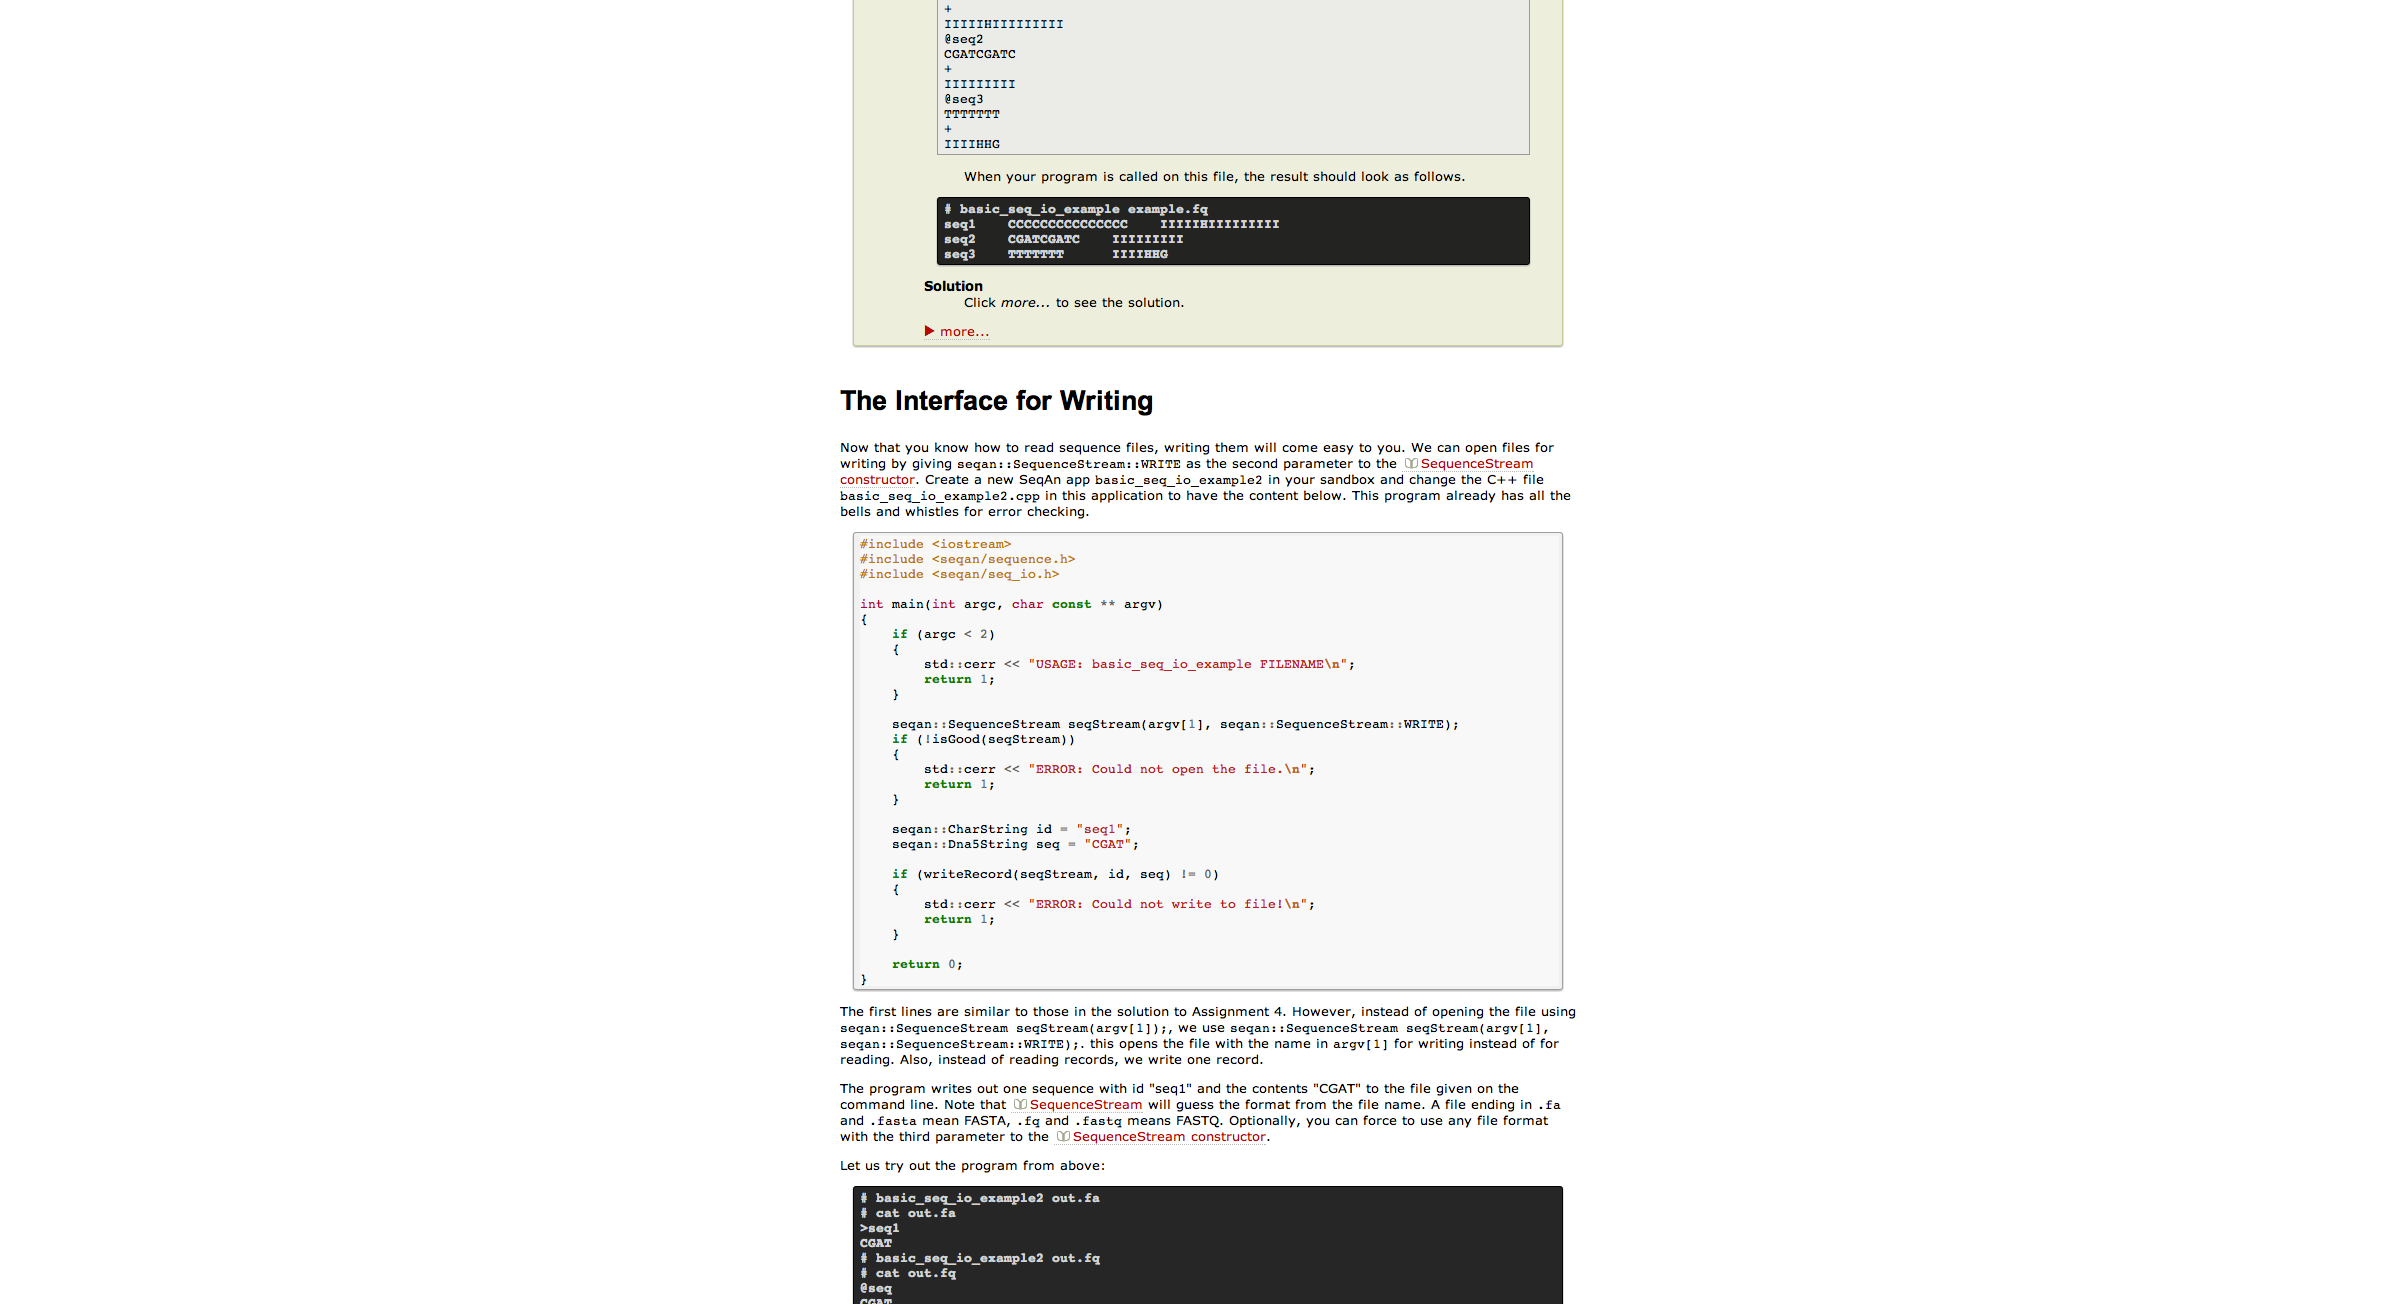 +
IIIIIHIIIIIIIII
@seq2
CGATCGATC
+
IIIIIIIII
@seq3
TTTTTTT
+
IIIIHHG
When your program is called on this file, the result should look as follows.
# basic_seq_io_example example.fq
seq1    CCCCCCCCCCCCCCC    IIIIIHIIIIIIIII
seq2    CGATCGATC    IIIIIIIII
seq3    TTTTTTT      IIIIHHG
Solution
Click more... to see the solution.
more...
The Interface for Writing
Now that you know how to read sequence files, writing them will come easy to you. We can open files for
writing by giving seqan::SequenceStream::WRITE as the second parameter to the SequenceStream
constructor. Create a new SeqAn app basic_seq_io_example2 in your sandbox and change the C++ file
basic_seq_io_example2.cpp in this application to have the content below. This program already has all the
bells and whistles for error checking.
#include <iostream>
#include <seqan/sequence.h>
#include <seqan/seq_io.h>
int main(int argc, char const ** argv)
{
    if (argc < 2)
    {
        std::cerr << "USAGE: basic_seq_io_example FILENAME\n";
        return 1;
    }
    seqan::SequenceStream seqStream(argv[1], seqan::SequenceStream::WRITE);
    if (!isGood(seqStream))
    {
        std::cerr << "ERROR: Could not open the file.\n";
        return 1;
    }
    seqan::CharString id = "seq1";
    seqan::Dna5String seq = "CGAT";
    if (writeRecord(seqStream, id, seq) != 0)
    {
        std::cerr << "ERROR: Could not write to file!\n";
        return 1;
    }
    return 0;
}
The first lines are similar to those in the solution to Assignment 4. However, instead of opening the file using
seqan::SequenceStream seqStream(argv[1]);, we use seqan::SequenceStream seqStream(argv[1],
seqan::SequenceStream::WRITE);. this opens the file with the name in argv[1] for writing instead of for
reading. Also, instead of reading records, we write one record.
The program writes out one sequence with id "seq1" and the contents "CGAT" to the file given on the
command line. Note that SequenceStream will guess the format from the file name. A file ending in .fa
and .fasta mean FASTA, .fq and .fastq means FASTQ. Optionally, you can force to use any file format
with the third parameter to the SequenceStream constructor.
Let us try out the program from above:
# basic_seq_io_example2 out.fa
# cat out.fa
>seq1
CGAT
# basic_seq_io_example2 out.fq
# cat out.fq
@seq
CGAT